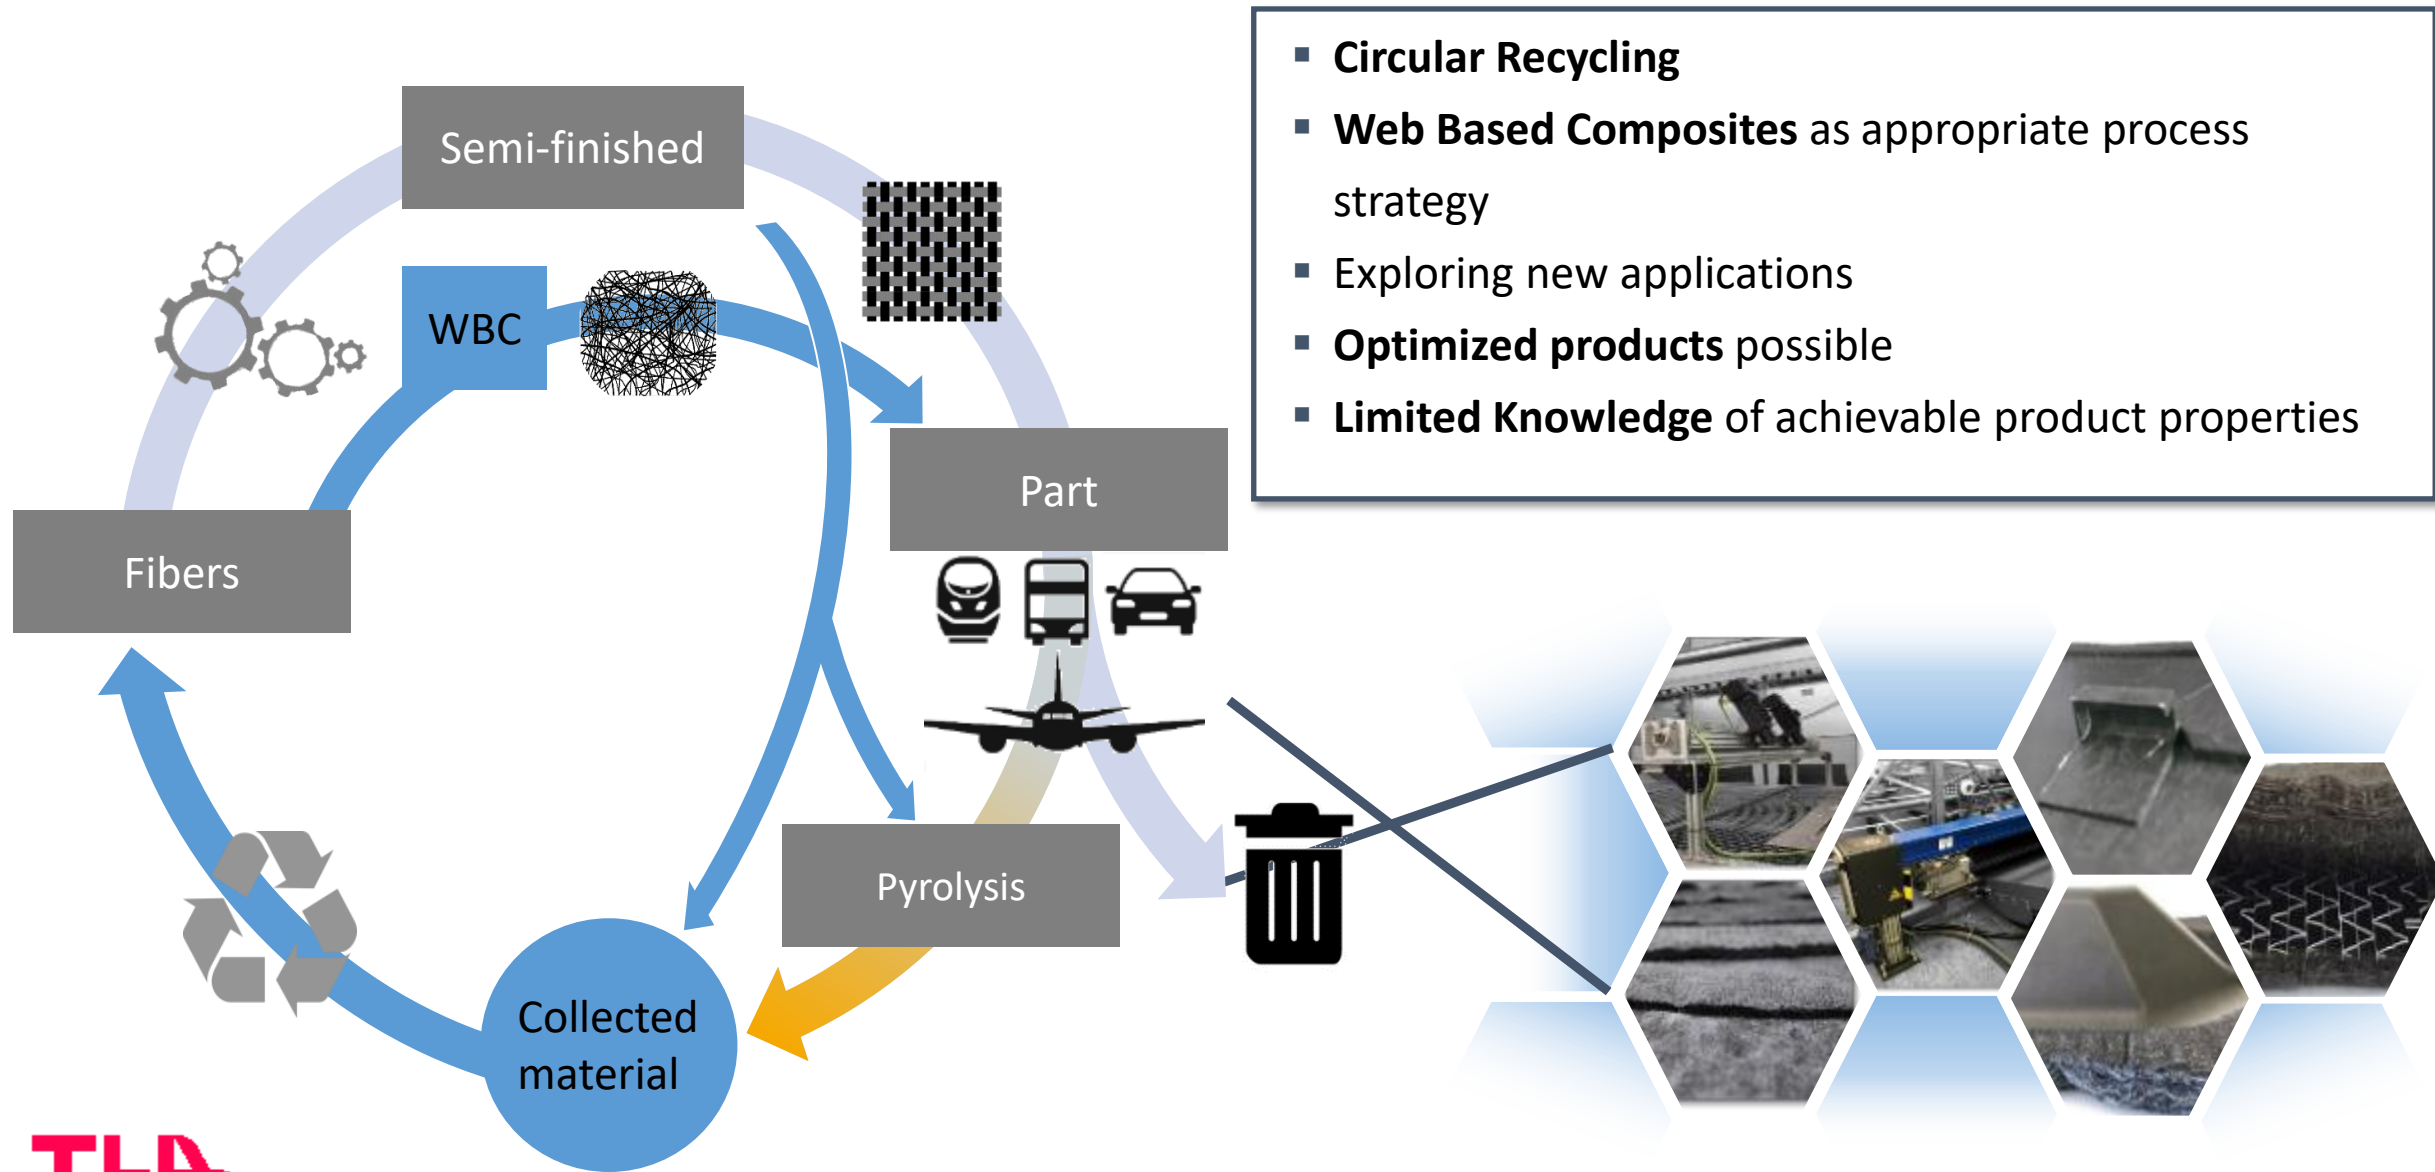 Circular Recycling
Web Based Composites as appropriate process
strategy
Exploring new applications
Optimized products possible
Limited Knowledge of achievable product properties
Semi-finished
WBC
Part
Fibers
Pyrolysis
Collected
material